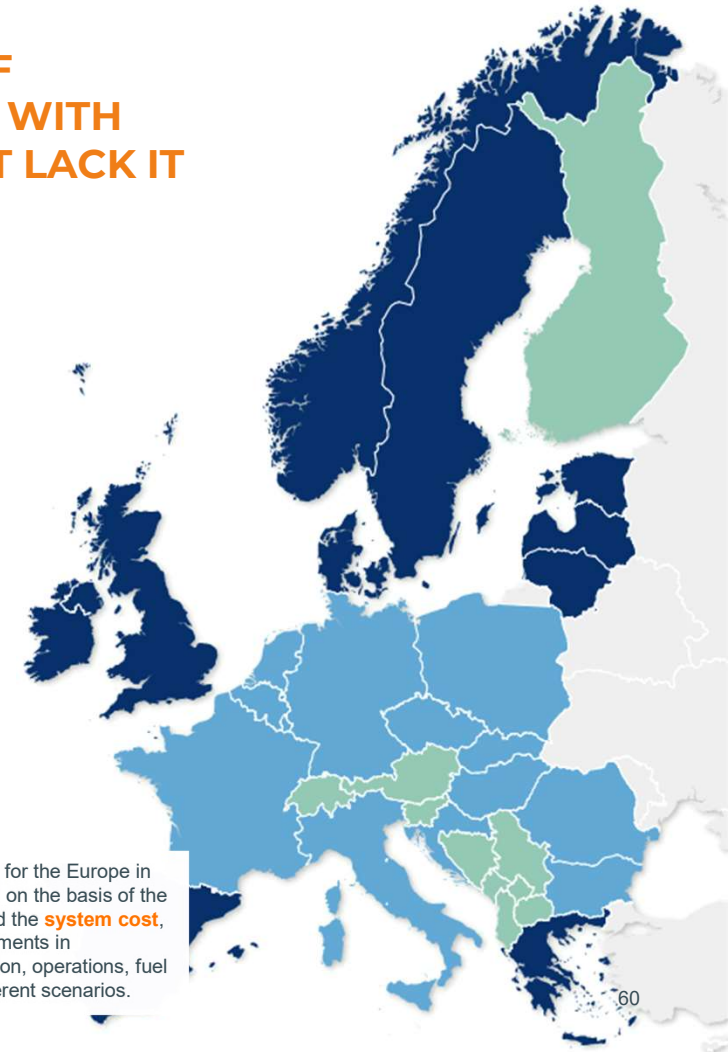 F
WITH
T LACK IT
for the Europe in
on the basis of the
d the system cost,
ments in
on, operations, fuel
erent scenarios.
60